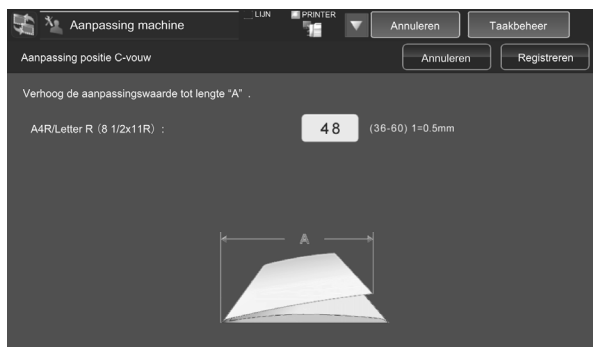 Aanpassing machine
LIJN
PRINTER
Annuleren
Taakbeheer
Aanpassing positie C-vouw
Annuleren
Registreren
Verhoog de aanpassingswaarde tot lengte “A” .
A4R/Letter R (8 1/2x11R) :
48
(36-60) 1=0.5mm
A